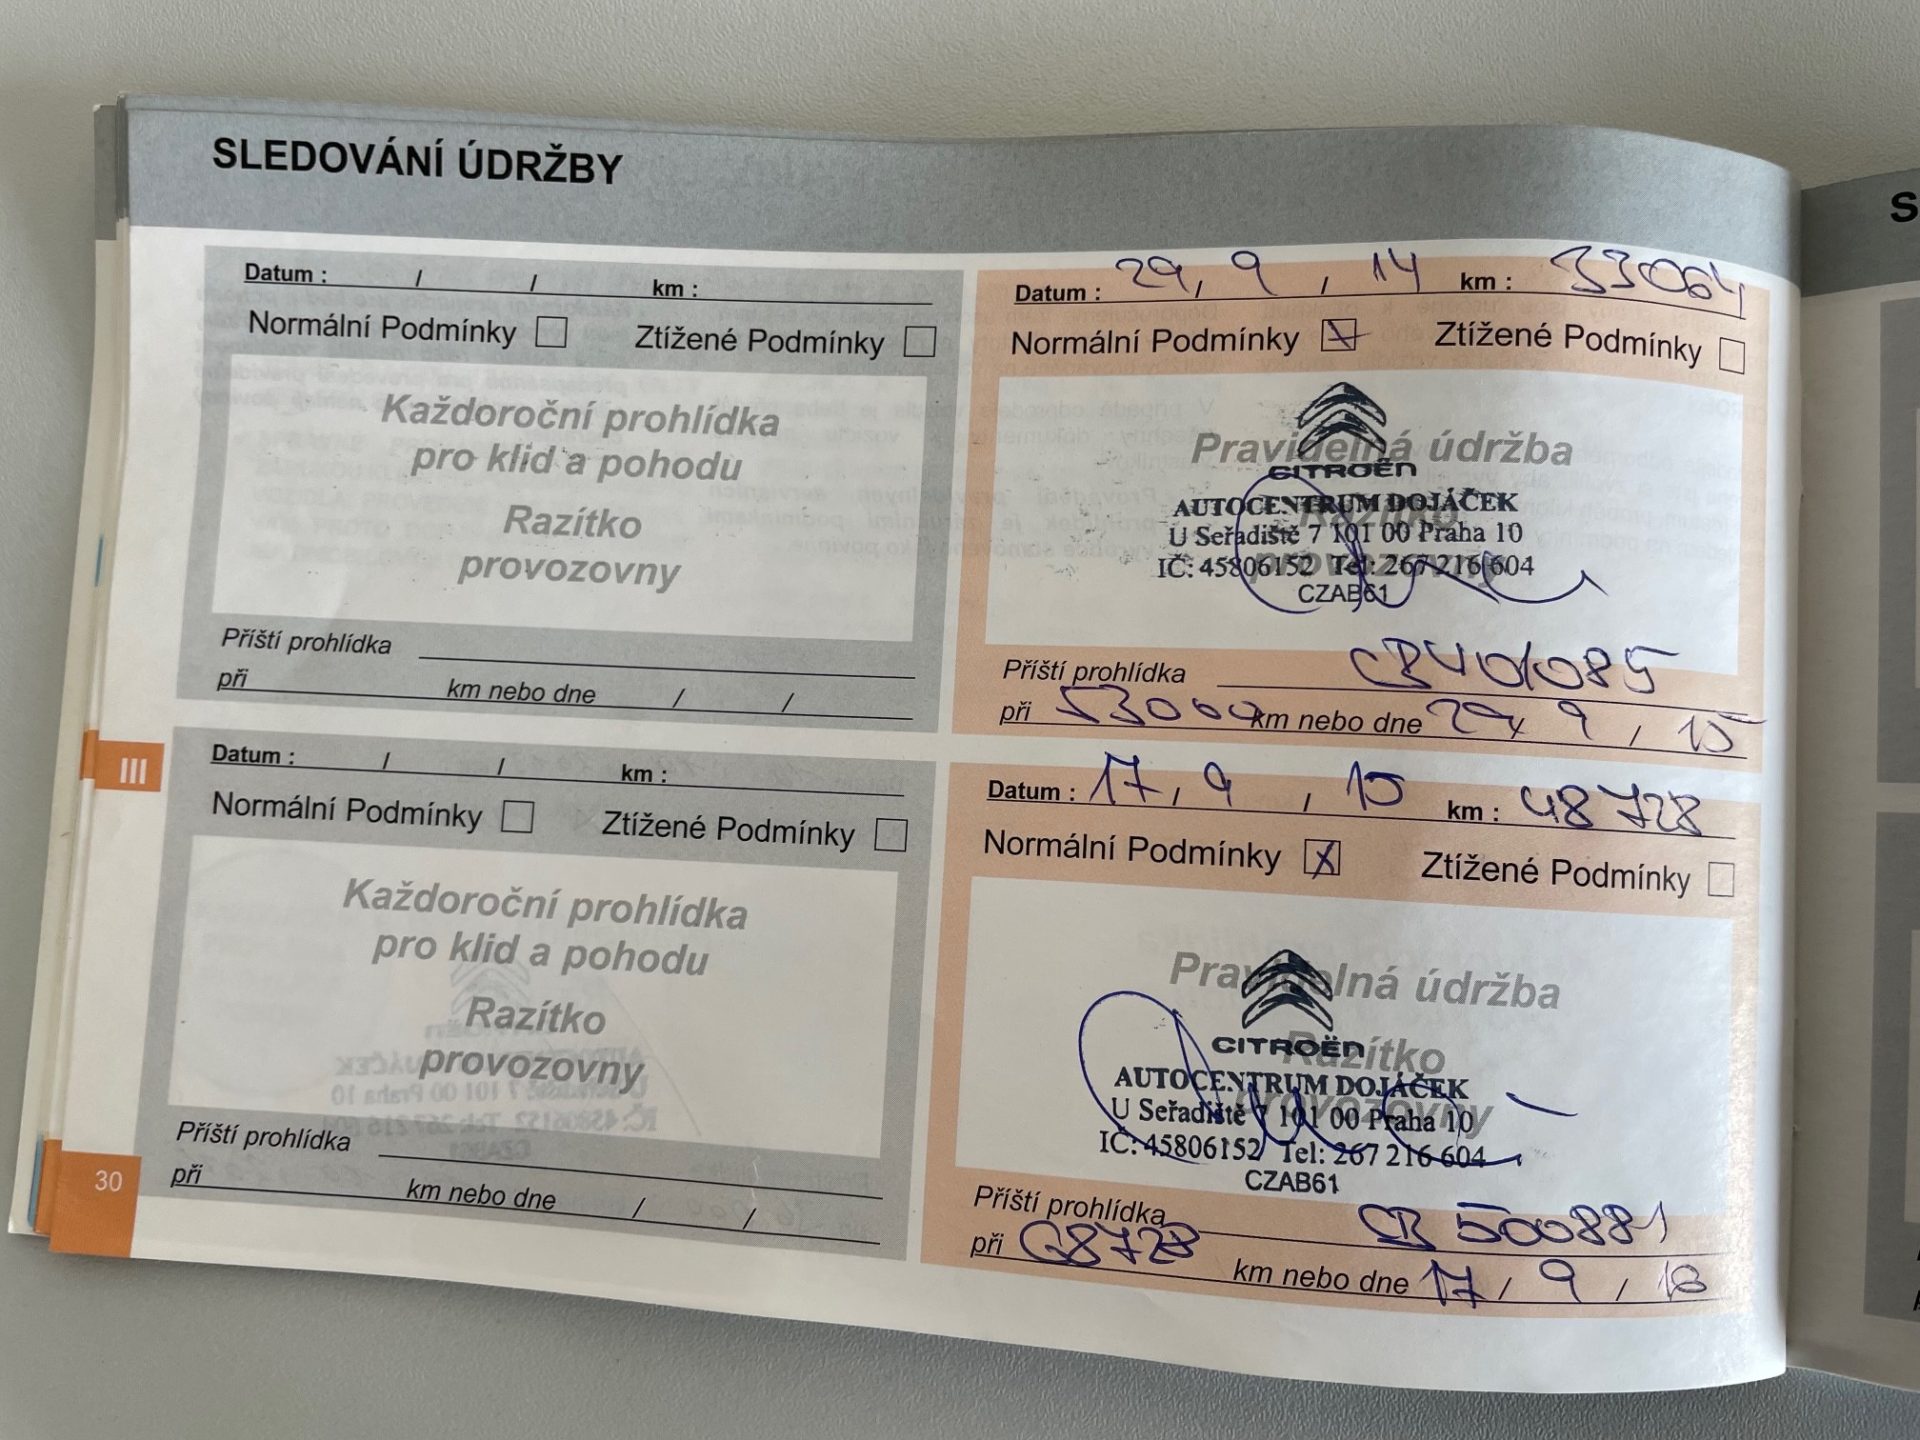 SLEDOVÁNÍ ÚDRŽBY
Datum : / / km :
Normální Podmínky Ztížené Podmínky
Každoroční prohlídka
pro klid a pohodu
Razítko
provozovny
Příští prohlídka
při km nebo dne / /
Datum : / / km :
Normální Podmínky Ztížené Podmínky
Každoroční prohlídka
pro klid a pohodu
Razítko
provozovny
Příští prohlídka
při km nebo dne / /
Datum : 29 / 9 / 14 km : 33064
Normální Podmínky X Ztížené Podmínky
Pravidelná údržba
CITROËN
AUTOCENTRUM DOJÁČEK
Razítko
U Seřadiště 7 101 00 Praha 10
provozovny
IČ: 45806152 Tel: 267 216 604
CZAB61
Příští prohlídka CB401085
při 53000 km nebo dne 29 / 9 / 15
Datum : 17 / 9 / 15 km : 48728
Normální Podmínky X Ztížené Podmínky
Pravidelná údržba
CITROËN
Razítko
AUTOCENTRUM DOJÁČEK
U Seřadiště 7 101 00 Praha 10
provozovny
IČ: 45806152 Tel: 267 216 604
CZAB61
Příští prohlídka CB500881
při 68728 km nebo dne 17 / 9 /
III
30
S